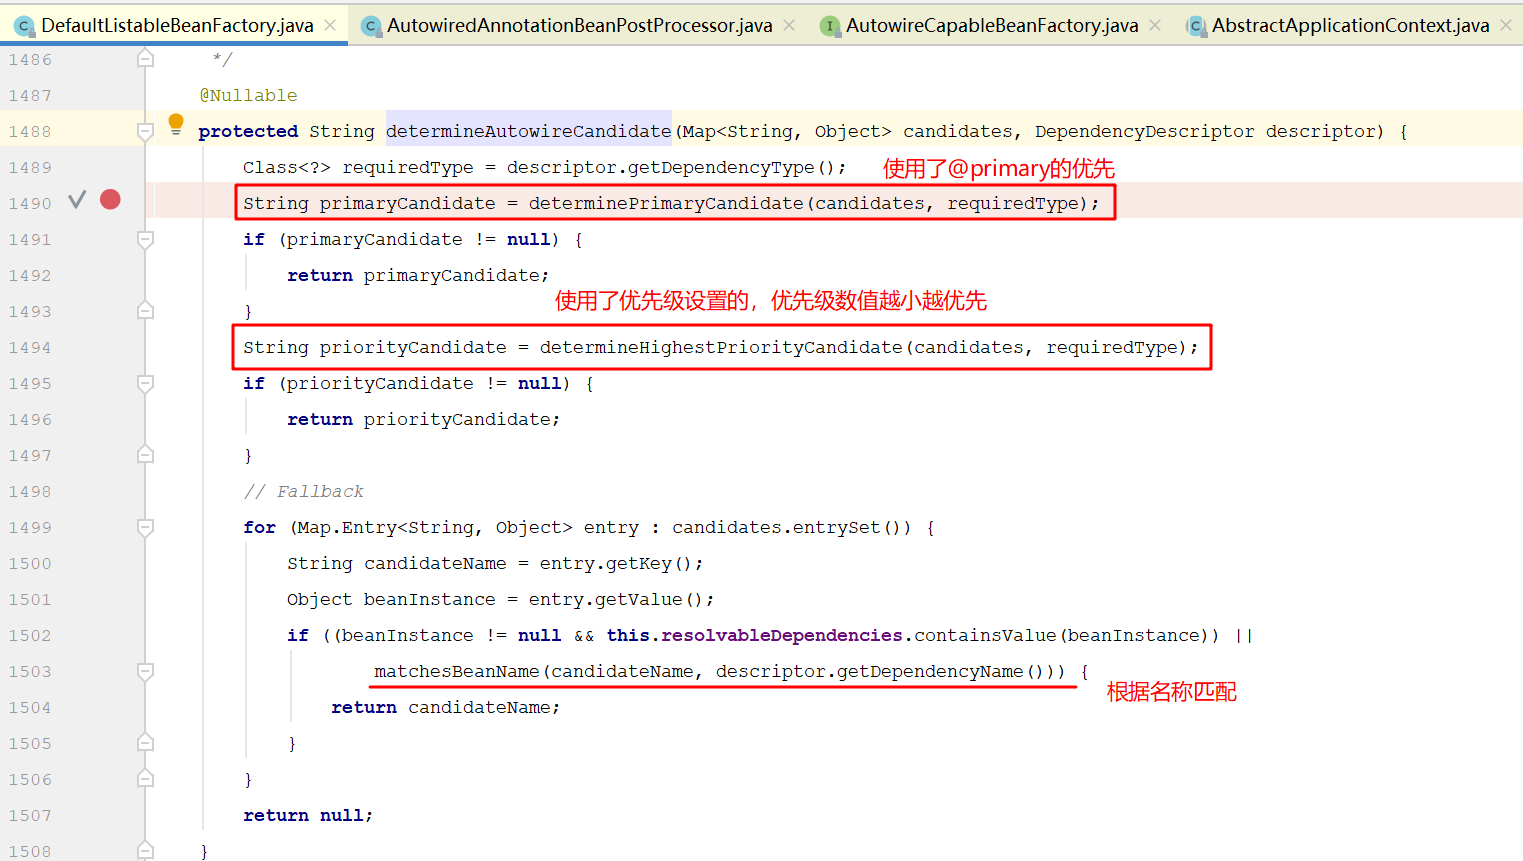 DefaultListableBeanFactory.java × AutowiredAnnotationBeanPostProcessor.java × AutowireCapableBeanFactory.java × AbstractApplicationContext.java ×
1486 */
1487 @Nullable
1488 protected String determineAutowireCandidate(Map<String, Object> candidates, DependencyDescriptor descriptor) {
1489 Class<?> requiredType = descriptor.getDependencyType(); 使用了@primary的优先
1490 String primaryCandidate = determinePrimaryCandidate(candidates, requiredType);
1491 if (primaryCandidate != null) {
1492 return primaryCandidate;
使用了优先级设置的，优先级数值越小越优先
1493 }
1494 String priorityCandidate = determineHighestPriorityCandidate(candidates, requiredType);
1495 if (priorityCandidate != null) {
1496 return priorityCandidate;
1497 }
1498 // Fallback
1499 for (Map.Entry<String, Object> entry : candidates.entrySet()) {
1500 String candidateName = entry.getKey();
1501 Object beanInstance = entry.getValue();
1502 if ((beanInstance != null && this.resolvableDependencies.containsValue(beanInstance)) ||
1503 matchesBeanName(candidateName, descriptor.getDependencyName())) {
根据名称匹配
1504 return candidateName;
1505 }
1506 }
1507 return null;
1508 }